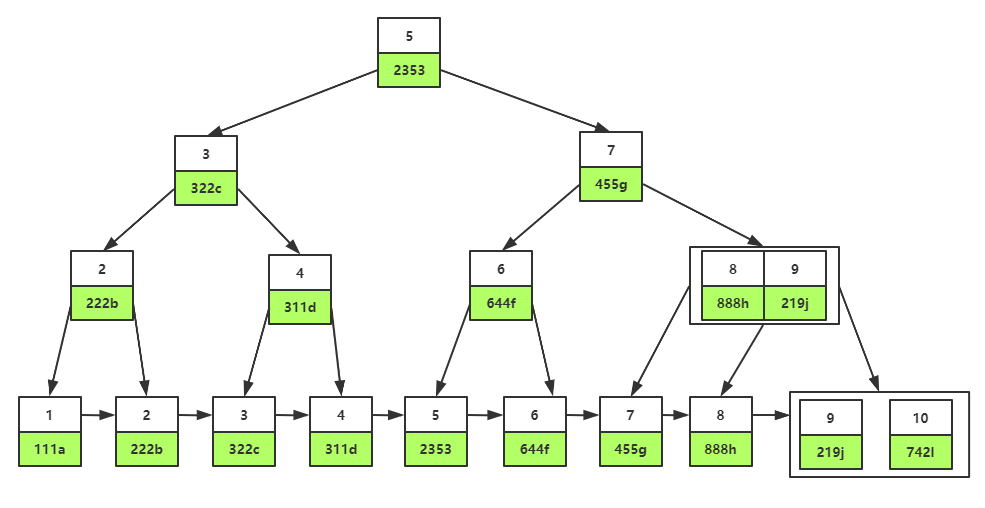 5
2353
3
322c
7
455g
2
222b
4
311d
6
644f
8 9
888h 219j
1 2 3 4 5 6 7 8 9 10
111a 222b 322c 311d 2353 644f 455g 888h 219j 742l